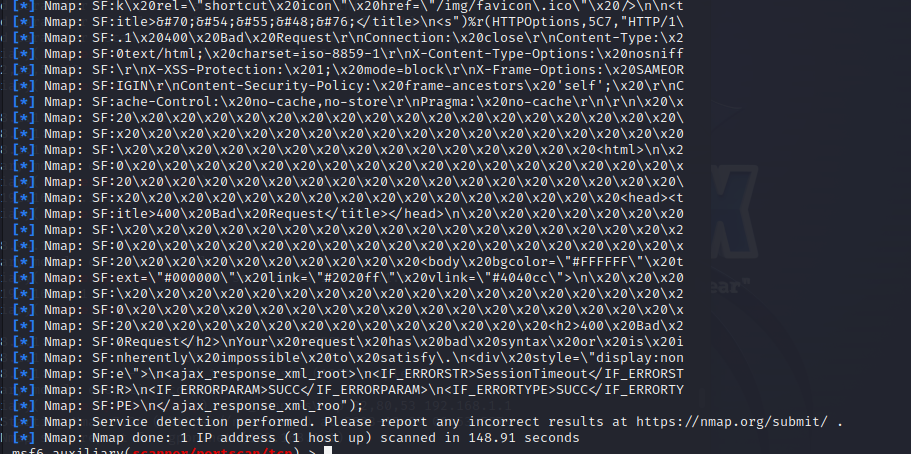 [*] Nmap: SF:k\x20rel=\"shortcut\x20icon\"\x20href=\"/img/favicon\.ico\"\x20/>\n\n<t
[*] Nmap: SF:itle>&#70;&#54;&#55;&#48;&#76;</title>\n<s")%r(HTTPOptions,5C7,"HTTP/1\
[*] Nmap: SF:.1\x20400\x20Bad\x20Request\r\nConnection:\x20close\r\nContent-Type:\x2
[*] Nmap: SF:0text/html;\x20charset=iso-8859-1\r\nX-Content-Type-Options:\x20nosniff
[*] Nmap: SF:\r\nX-XSS-Protection:\x201;\x20mode=block\r\nX-Frame-Options:\x20SAMEOR
[*] Nmap: SF:IGIN\r\nContent-Security-Policy:\x20frame-ancestors\x20'self';\x20\r\nC
[*] Nmap: SF:ache-Control:\x20no-cache,no-store\r\nPragma:\x20no-cache\r\n\r\n\x20\x
[*] Nmap: SF:20\x20\x20\x20\x20\x20\x20\x20\x20\x20\x20\x20\x20\x20\x20\x20\x20\x20\
[*] Nmap: SF:x20\x20\x20\x20\x20\x20\x20\x20\x20\x20\x20\x20\x20\x20\x20\x20\x20\x20
[*] Nmap: SF:\x20\x20\x20\x20\x20\x20\x20\x20\x20\x20\x20\x20\x20\x20<html>\n\x2
[*] Nmap: SF:0\x20\x20\x20\x20\x20\x20\x20\x20\x20\x20\x20\x20\x20\x20\x20\x20\x20\x
[*] Nmap: SF:20\x20\x20\x20\x20\x20\x20\x20\x20\x20\x20\x20\x20\x20\x20\x20\x20\x20\
[*] Nmap: SF:x20\x20\x20\x20\x20\x20\x20\x20\x20\x20\x20\x20\x20\x20\x20\x20<head><t
[*] Nmap: SF:itle>400\x20Bad\x20Request</title></head>\n\x20\x20\x20\x20\x20\x20\x20
[*] Nmap: SF:\x20\x20\x20\x20\x20\x20\x20\x20\x20\x20\x20\x20\x20\x20\x20\x20\x20\x2
[*] Nmap: SF:0\x20\x20\x20\x20\x20\x20\x20\x20\x20\x20\x20\x20\x20\x20\x20\x20\x20\x
[*] Nmap: SF:20\x20\x20\x20\x20\x20\x20\x20\x20\x20<body\x20bgcolor=\"#FFFFFF\"\x20t
[*] Nmap: SF:ext=\"#000000\"\x20link=\"#2020ff\"\x20vlink=\"#4040cc\">\n\x20\x20\x20
[*] Nmap: SF:\x20\x20\x20\x20\x20\x20\x20\x20\x20\x20\x20\x20\x20\x20\x20\x20\x20\x2
[*] Nmap: SF:0\x20\x20\x20\x20\x20\x20\x20\x20\x20\x20\x20\x20\x20\x20\x20\x20\x20\x
[*] Nmap: SF:20\x20\x20\x20\x20\x20\x20\x20\x20\x20\x20\x20\x20\x20<h2>400\x20Bad\x2
[*] Nmap: SF:0Request</h2>\nYour\x20request\x20has\x20bad\x20syntax\x20or\x20is\x20i
[*] Nmap: SF:nherently\x20impossible\x20to\x20satisfy\.\n<div\x20style=\"display:non
[*] Nmap: SF:e\">\n<ajax_response_xml_root>\n<IF_ERRORSTR>SessionTimeout</IF_ERRORST
[*] Nmap: SF:R>\n<IF_ERRORPARAM>SUCC</IF_ERRORPARAM>\n<IF_ERRORTYPE>SUCC</IF_ERRORTY
[*] Nmap: SF:PE>\n</ajax_response_xml_roo");
[*] Nmap: Service detection performed. Please report any incorrect results at https://nmap.org/submit/ .
[*] Nmap: Nmap done: 1 IP address (1 host up) scanned in 148.91 seconds
msf6 auxiliary(scanner/portscan/tcp) >